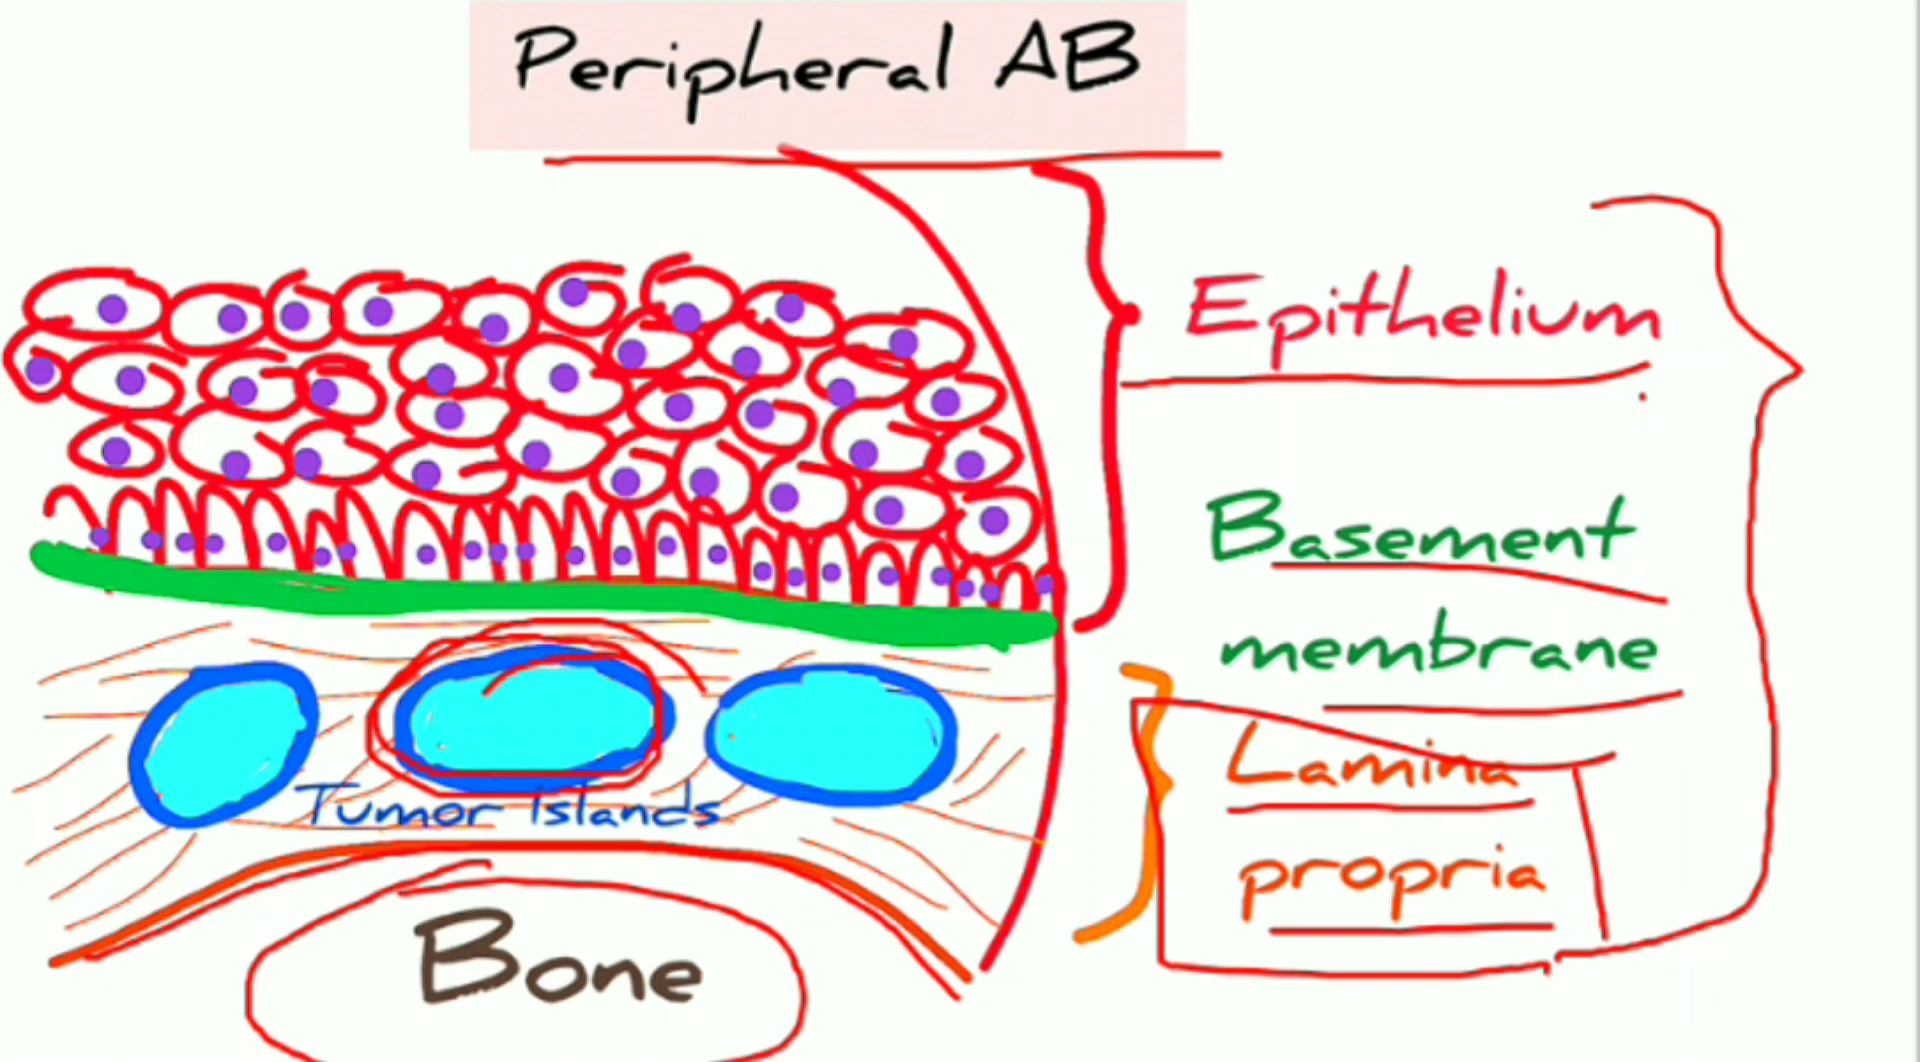 Peripheral AB
Epithelium
Basement
membrane
Lamina
propria
Tumor Islands
Bone